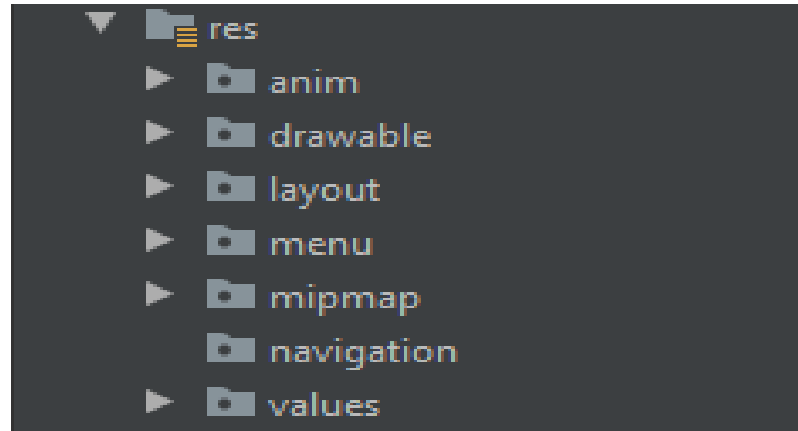 res
anim
drawable
layout
menu
mipmap
navigation
values